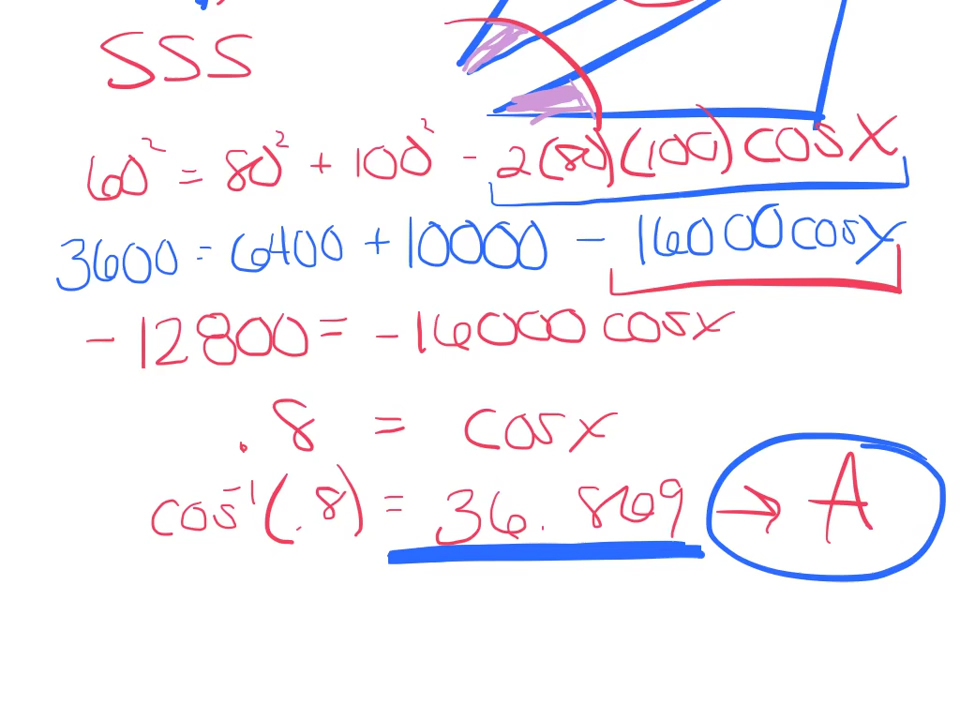 SSS
60² = 80² + 100² - 2(80)(100) cos X
3600 = 6400 + 10000 - 16000 cos x
- 12800 = - 16000 cos x
.8 = cos x
cos⁻¹(.8) = 36.869 → A